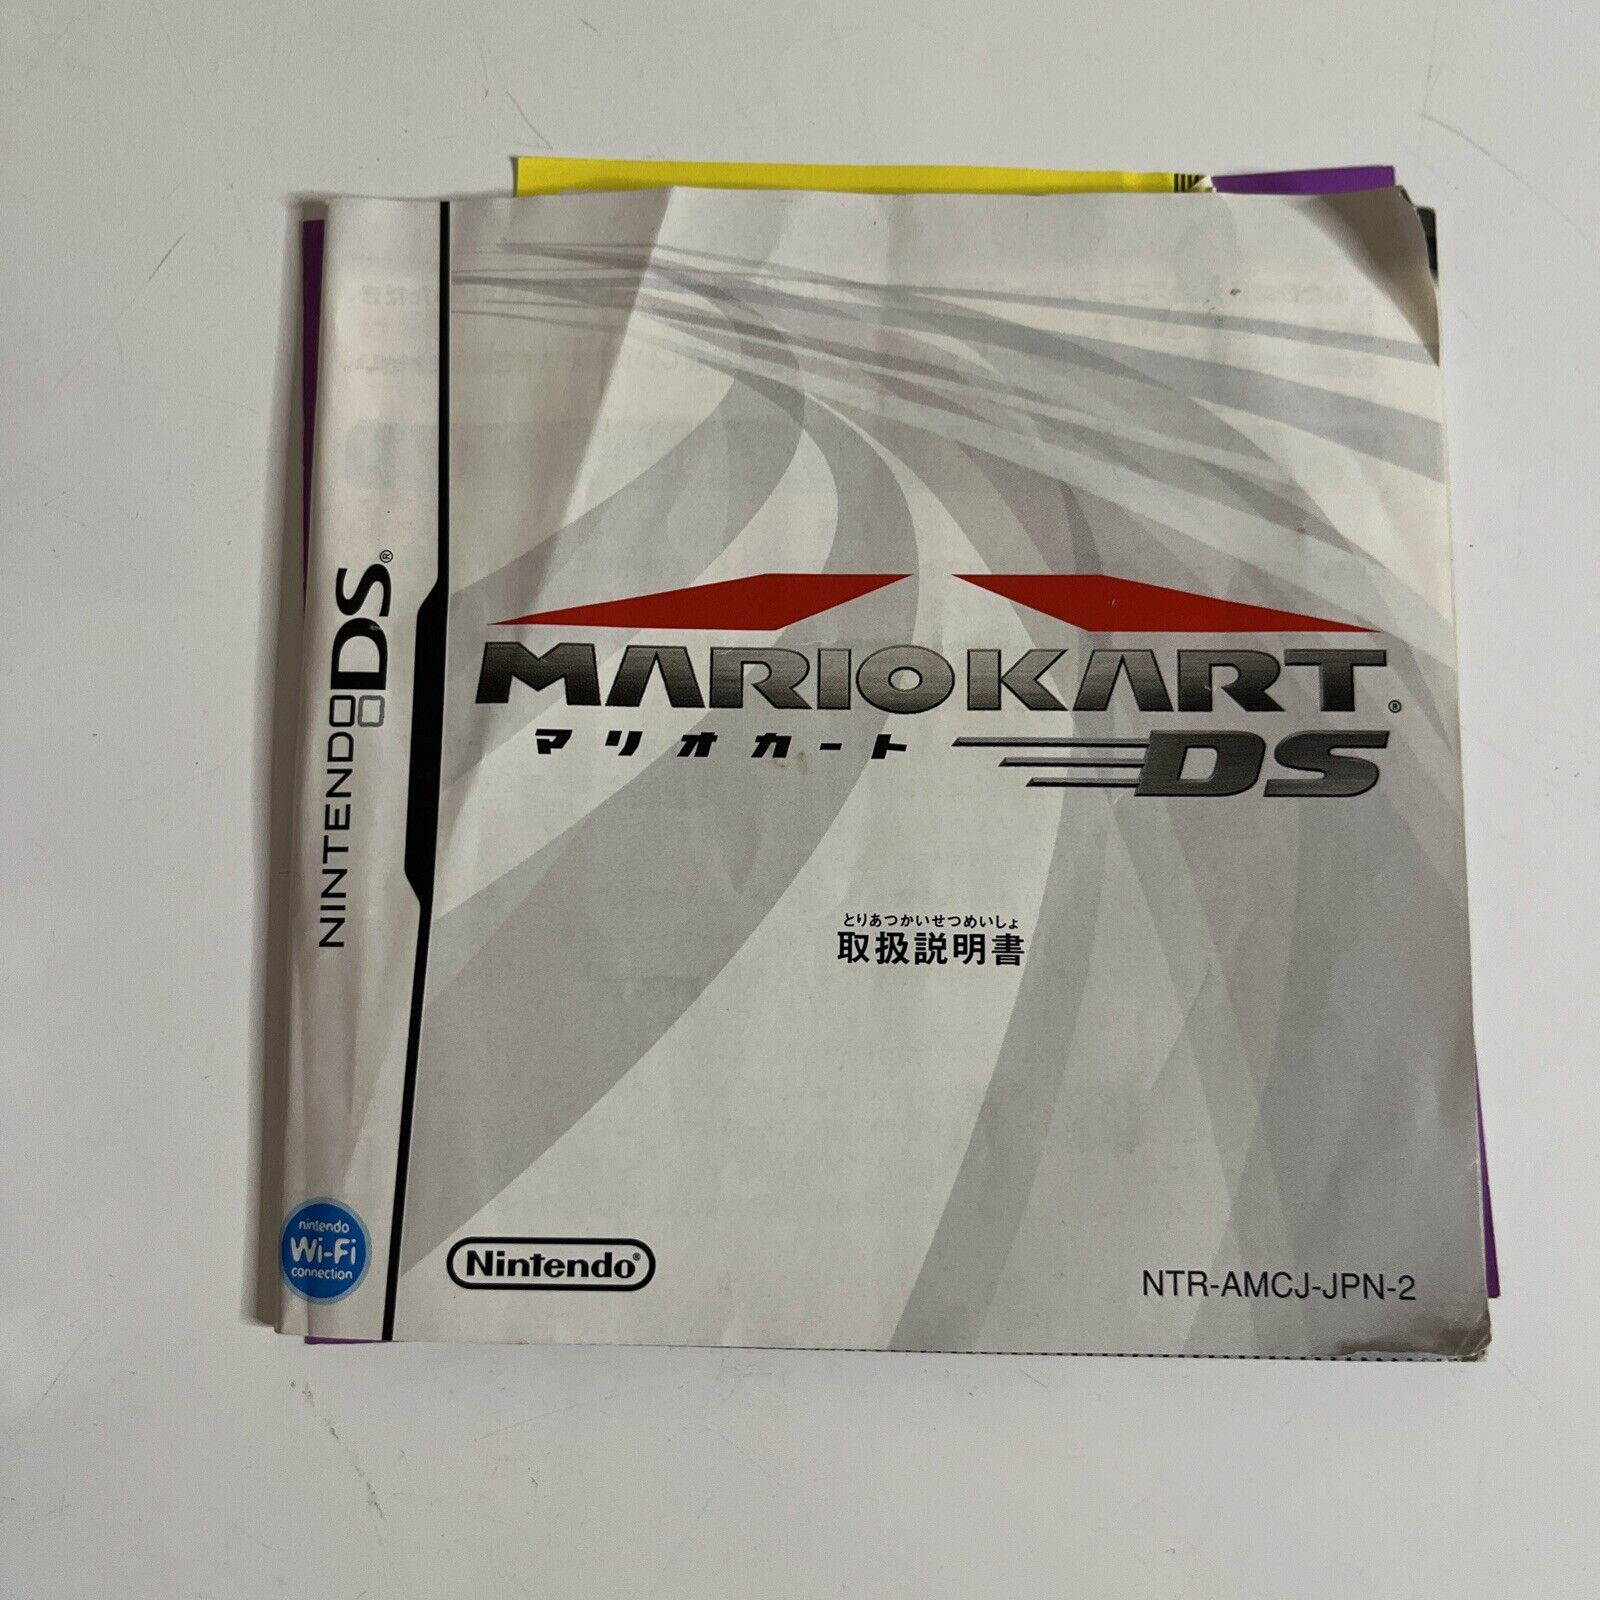 NINTENDO DS®
MARIOKART®
マリオカート DS
とりあつかいせつめいしょ
取扱説明書
nintendo
Wi-Fi
connection
Nintendo®
NTR-AMCJ-JPN-2